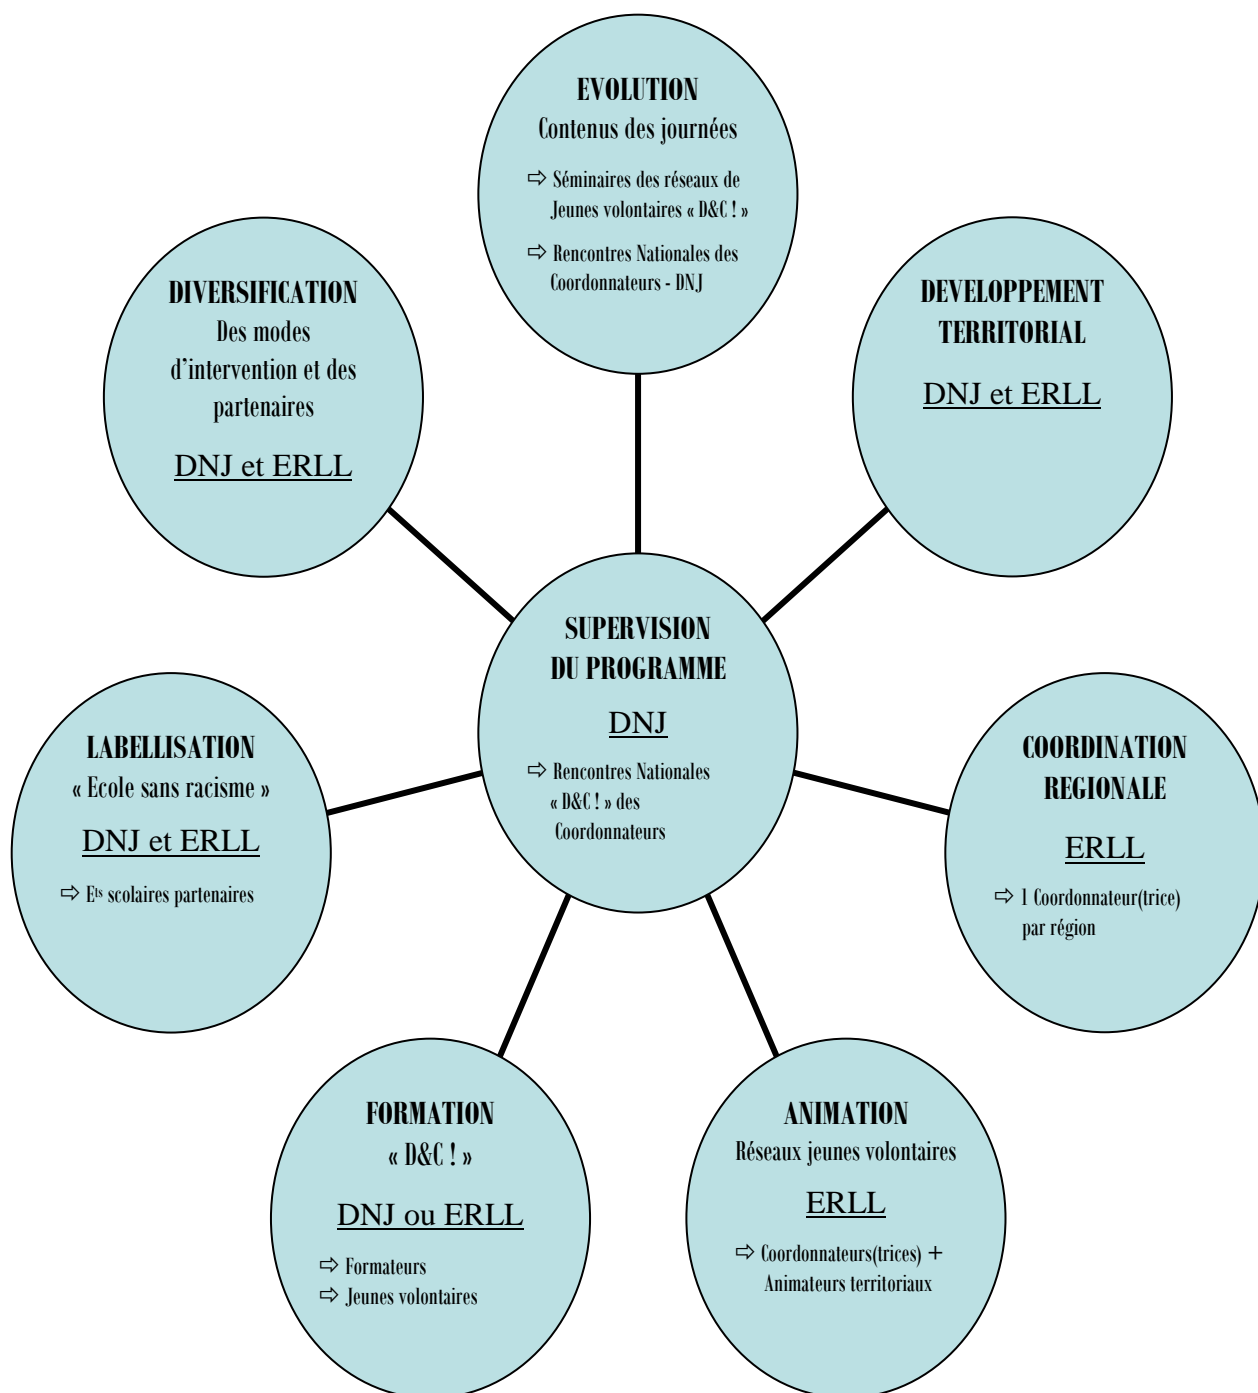 EVOLUTION
Contenus des journées
⇨ Séminaires des réseaux de
Jeunes volontaires « D&C ! »
⇨ Rencontres Nationales des
Coordonnateurs - DNJ
DIVERSIFICATION
Des modes
d’intervention et des
partenaires
DNJ et ERLL
DEVELOPPEMENT
TERRITORIAL
DNJ et ERLL
SUPERVISION
DU PROGRAMME
DNJ
⇨ Rencontres Nationales
« D&C ! » des
Coordonnateurs
LABELLISATION
« Ecole sans racisme »
DNJ et ERLL
⇨ Ets scolaires partenaires
COORDINATION
REGIONALE
ERLL
⇨ 1 Coordonnateur(trice)
par région
FORMATION
« D&C ! »
DNJ ou ERLL
⇨ Formateurs
⇨ Jeunes volontaires
ANIMATION
Réseaux jeunes volontaires
ERLL
⇨ Coordonnateurs(trices) +
Animateurs territoriaux